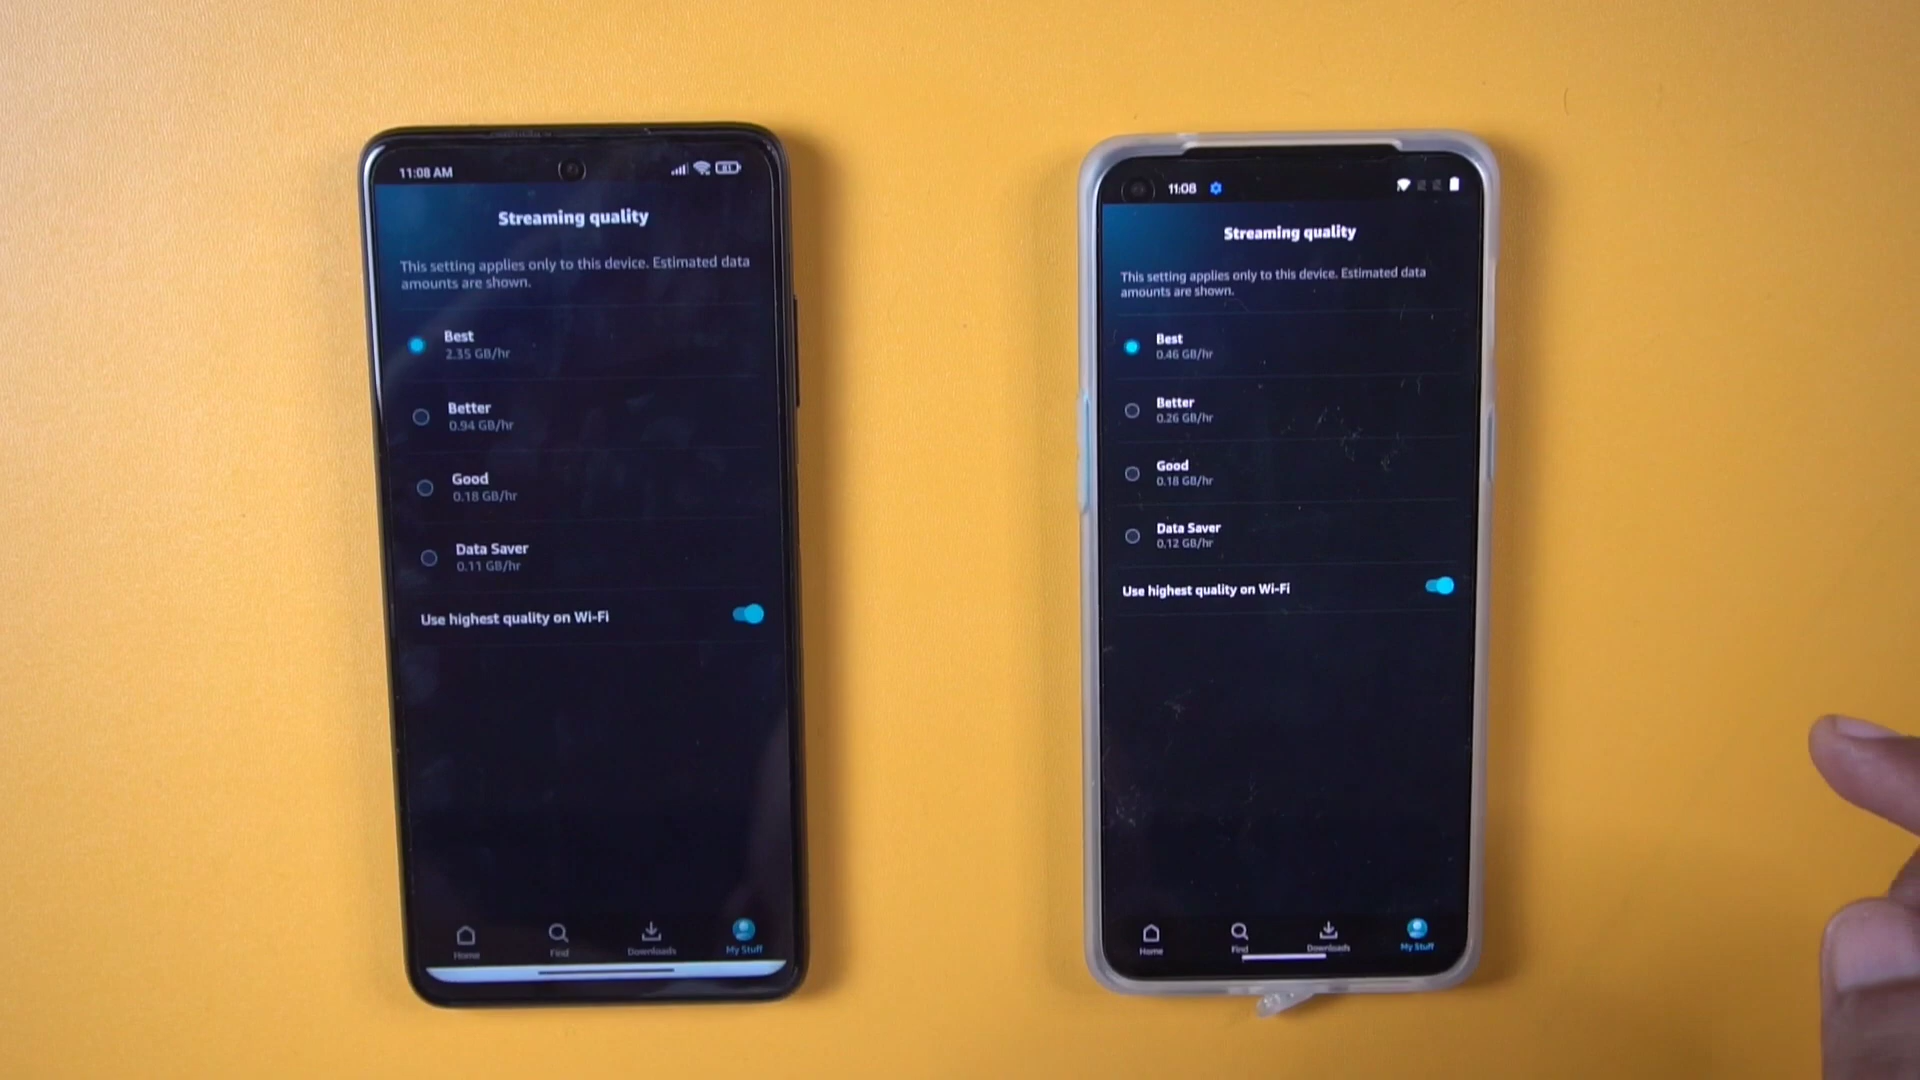 11:08 AM
Streaming quality
This setting applies only to this device. Estimated data
amounts are shown.
Best
2.35 GB/hr
Better
0.94 GB/hr
Good
0.18 GB/hr
Data Saver
0.11 GB/hr
Use highest quality on Wi-Fi
Home
Find
Downloads
My Stuff
11:08
Streaming quality
This setting applies only to this device. Estimated data
amounts are shown.
Best
0.46 GB/hr
Better
0.26 GB/hr
Good
0.18 GB/hr
Data Saver
0.12 GB/hr
Use highest quality on Wi-Fi
Home
Find
Downloads
My Stuff